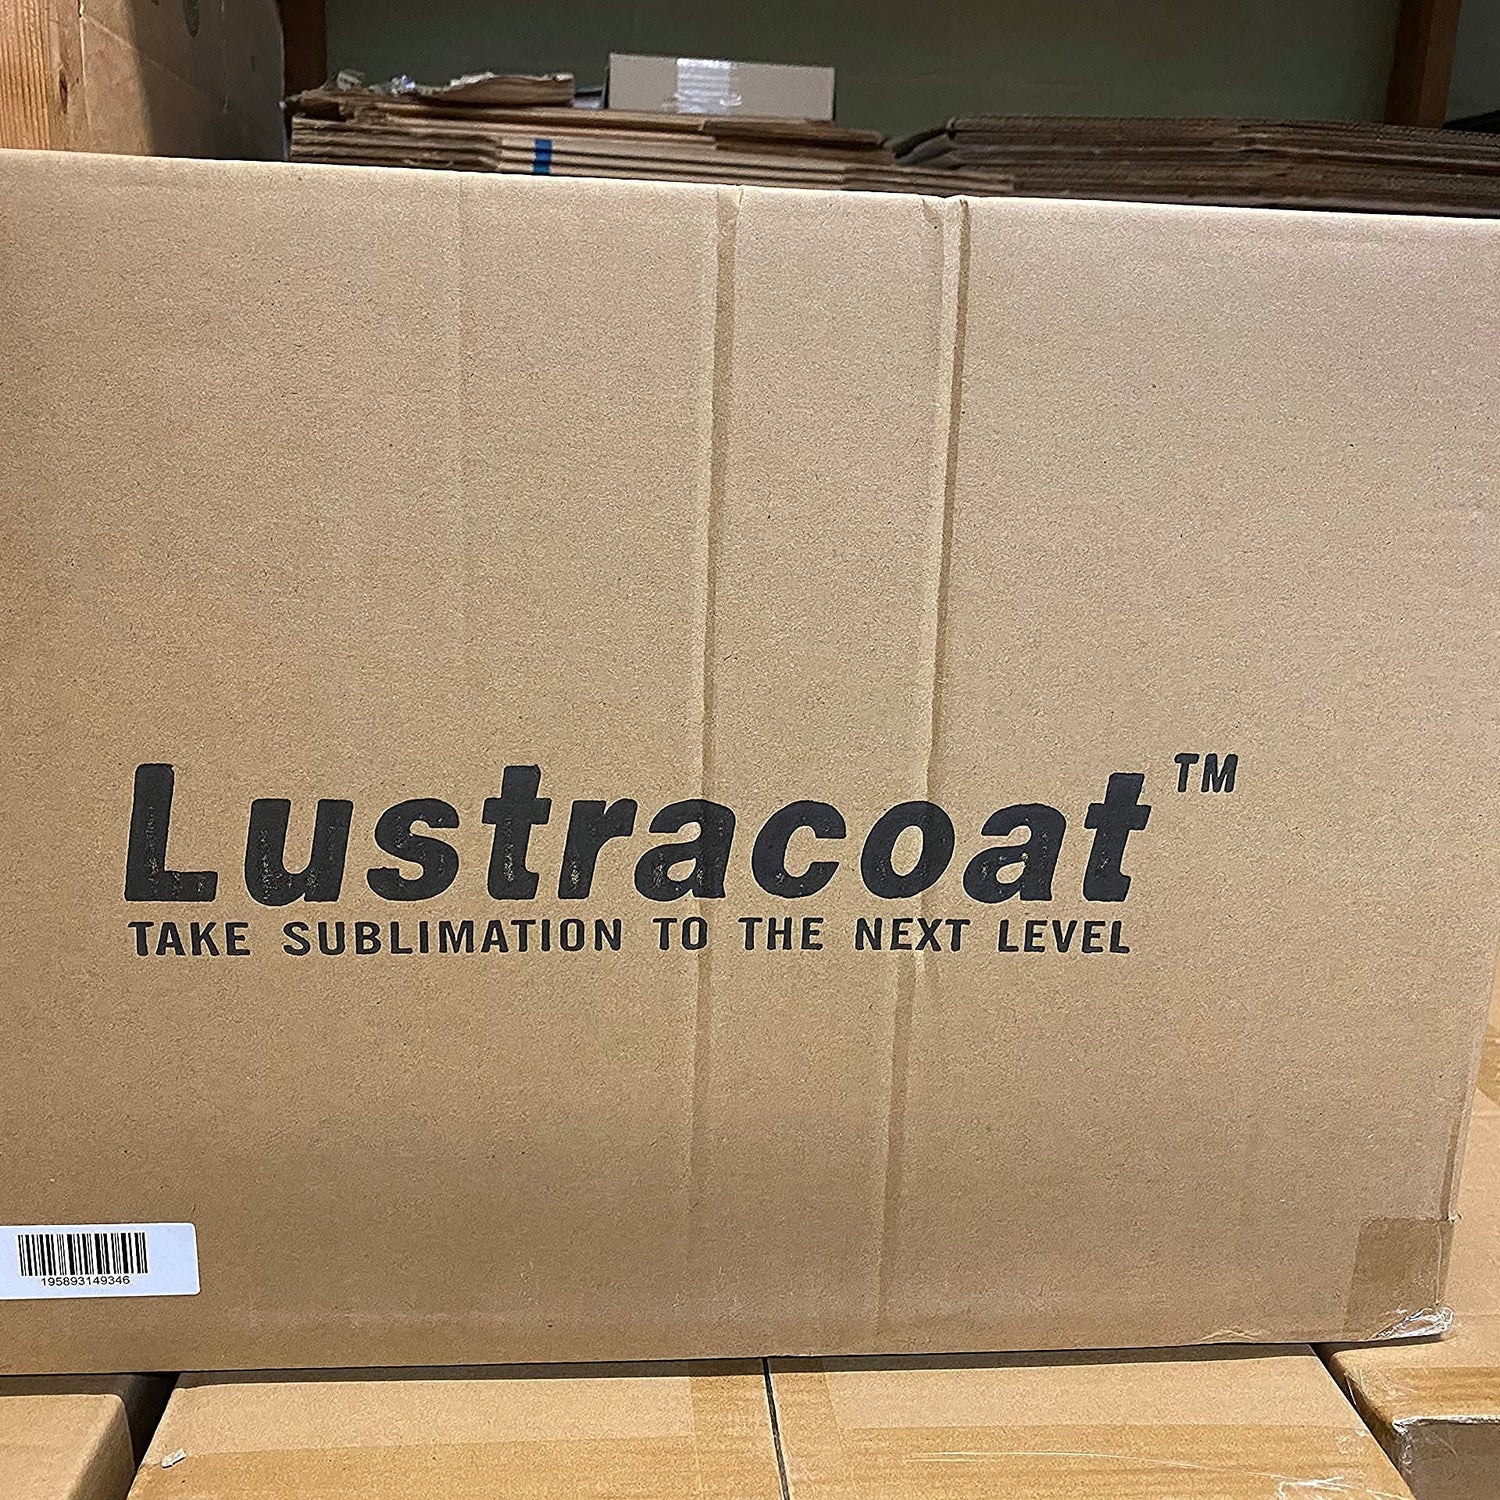 Lustracoat™
TAKE SUBLIMATION TO THE NEXT LEVEL
195893149346